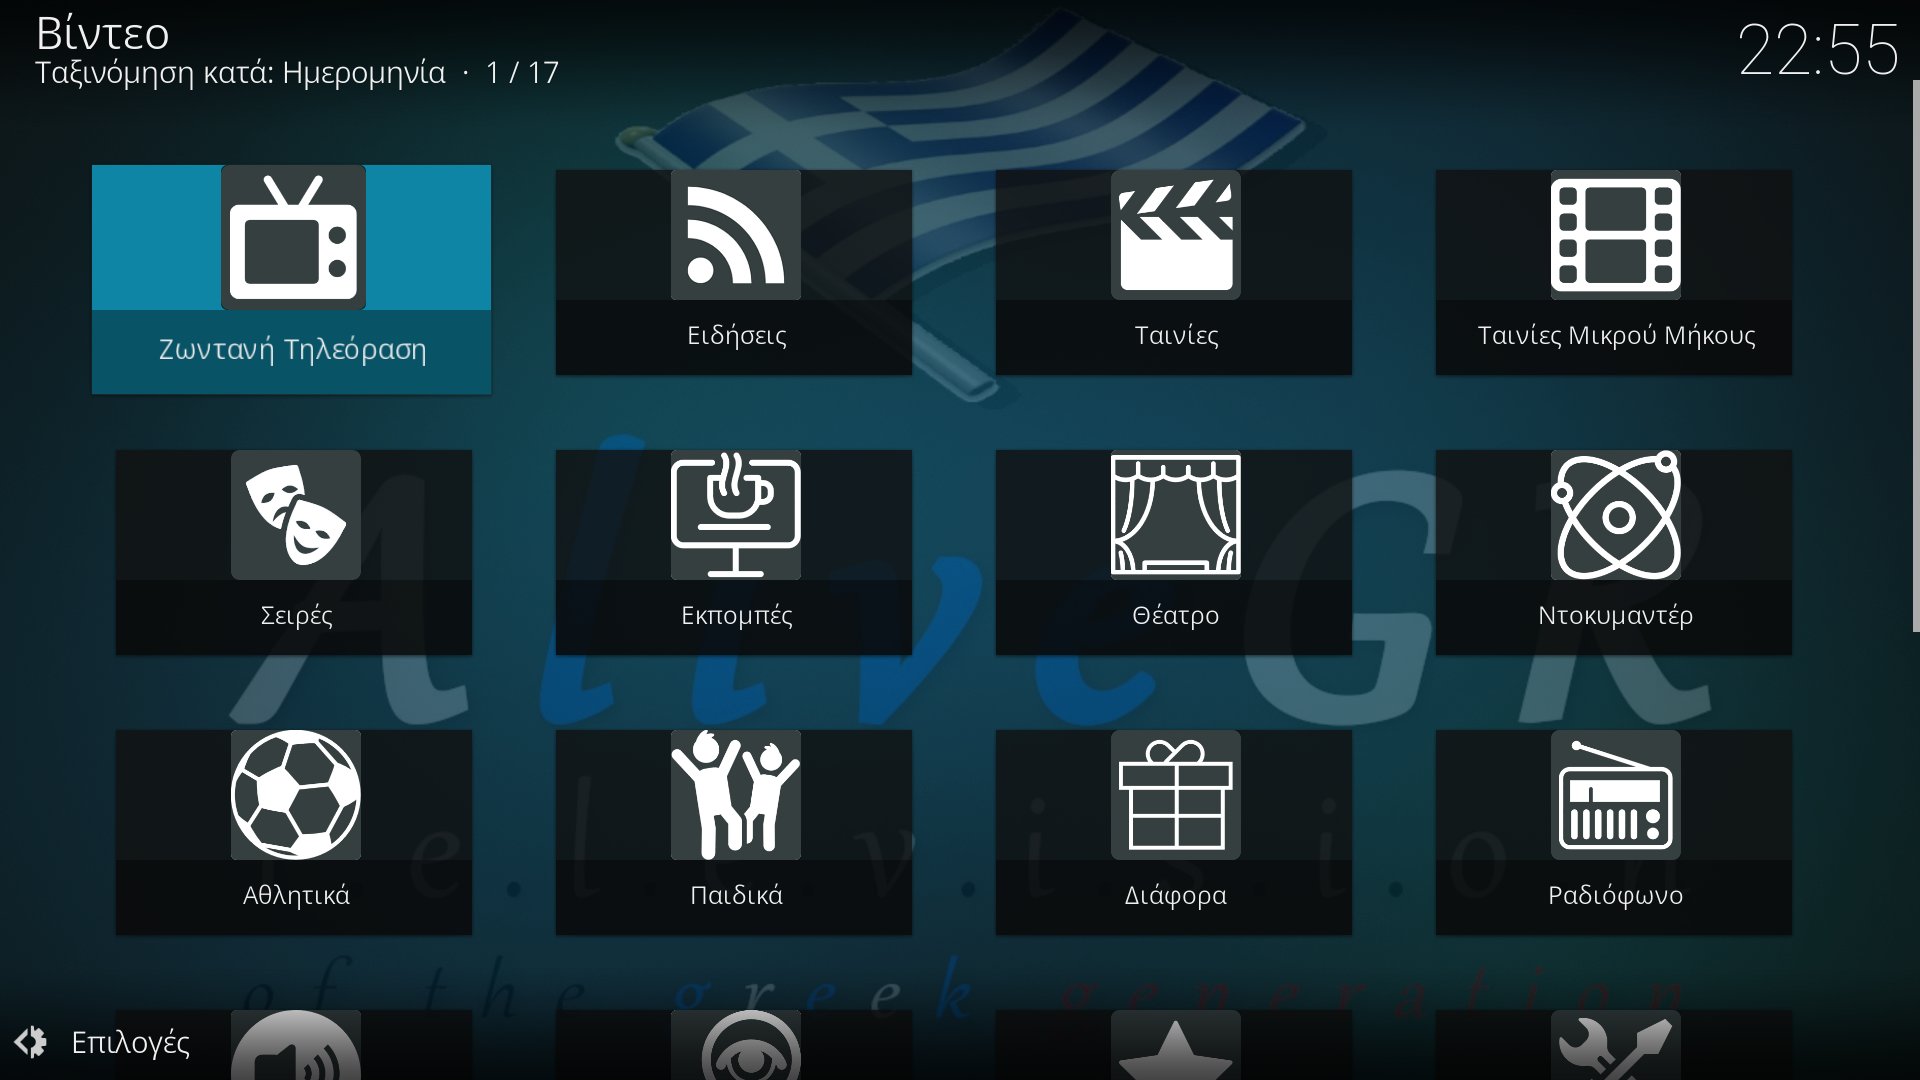 Βίντεο
Ταξινόμηση κατά: Ημερομηνία · 1 / 17
22:55
Ζωντανή Τηλεόραση
Ειδήσεις
Ταινίες
Ταινίες Μικρού Μήκους
Σειρές
Εκπομπές
Θέατρο
Ντοκυμαντέρ
AliveGR
Αθλητικά
Παιδικά
Διάφορα
Ραδιόφωνο
of the greek generation
Επιλογές